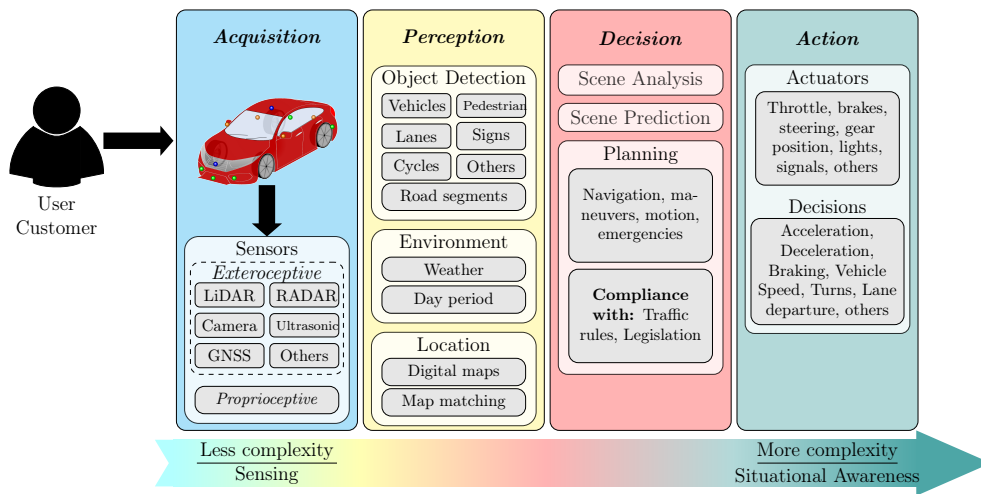 User
Customer
Acquisition
Sensors
Exteroceptive
LiDAR
RADAR
Camera
Ultrasonic
GNSS
Others
Proprioceptive
Perception
Object Detection
Vehicles
Pedestrian
Lanes
Signs
Cycles
Others
Road segments
Environment
Weather
Day period
Location
Digital maps
Map matching
Decision
Scene Analysis
Scene Prediction
Planning
Navigation, ma-
neuvers, motion,
emergencies
Compliance
with: Traffic
rules, Legislation
Action
Actuators
Throttle, brakes,
steering, gear
position, lights,
signals, others
Decisions
Acceleration,
Deceleration,
Braking, Vehicle
Speed, Turns, Lane
departure, others
Less complexity
Sensing
More complexity
Situational Awareness